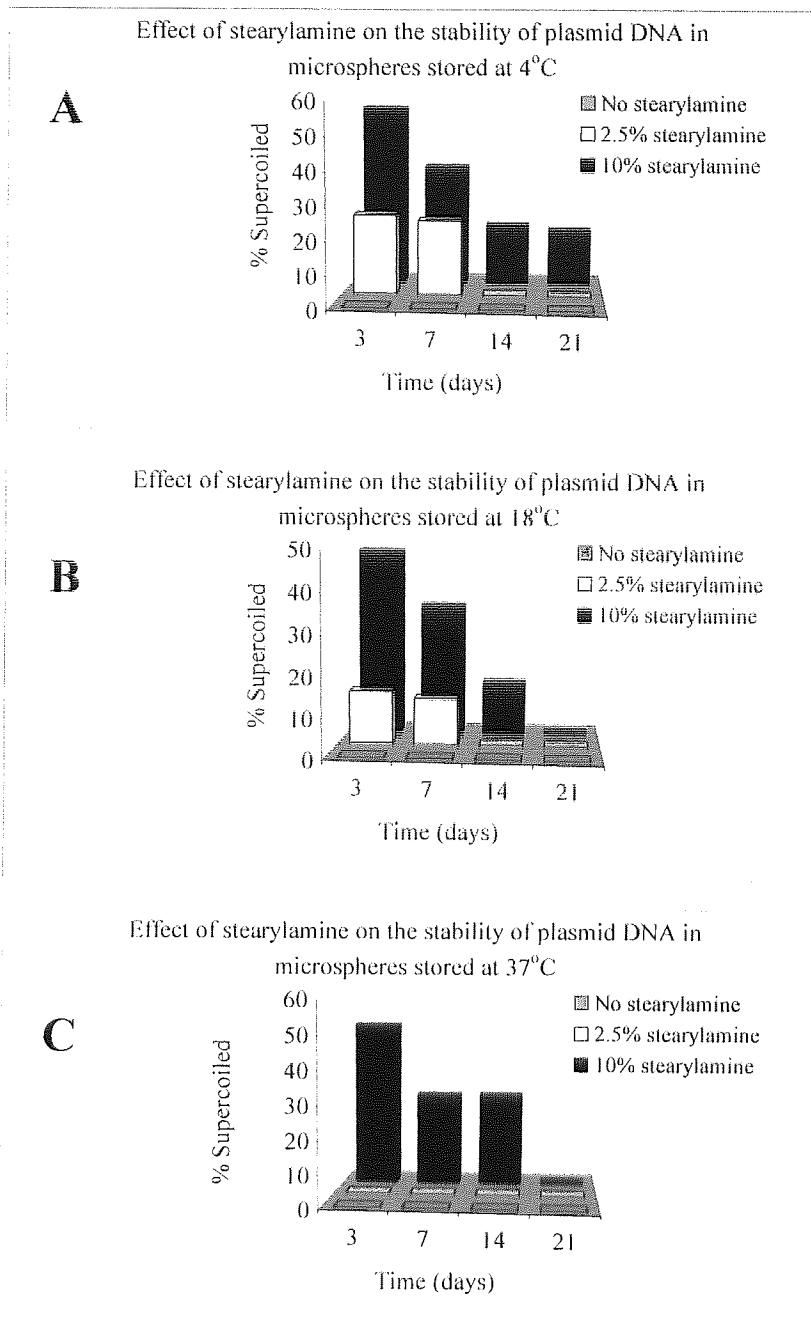 Effect of stearylamine on the stability of plasmid DNA in
microspheres stored at 4°C
A
60
50
40
30
20
10
0
% Supercoiled
No stearylamine
2.5% stearylamine
10% stearylamine
3 7 14 21
Time (days)
Effect of stearylamine on the stability of plasmid DNA in
microspheres stored at 18°C
B
50
40
30
20
10
0
% Supercoiled
No stearylamine
2.5% stearylamine
10% stearylamine
3 7 14 21
Time (days)
Effect of stearylamine on the stability of plasmid DNA in
microspheres stored at 37°C
C
60
50
40
30
20
10
0
% Supercoiled
No stearylamine
2.5% stearylamine
10% stearylamine
3 7 14 21
Time (days)